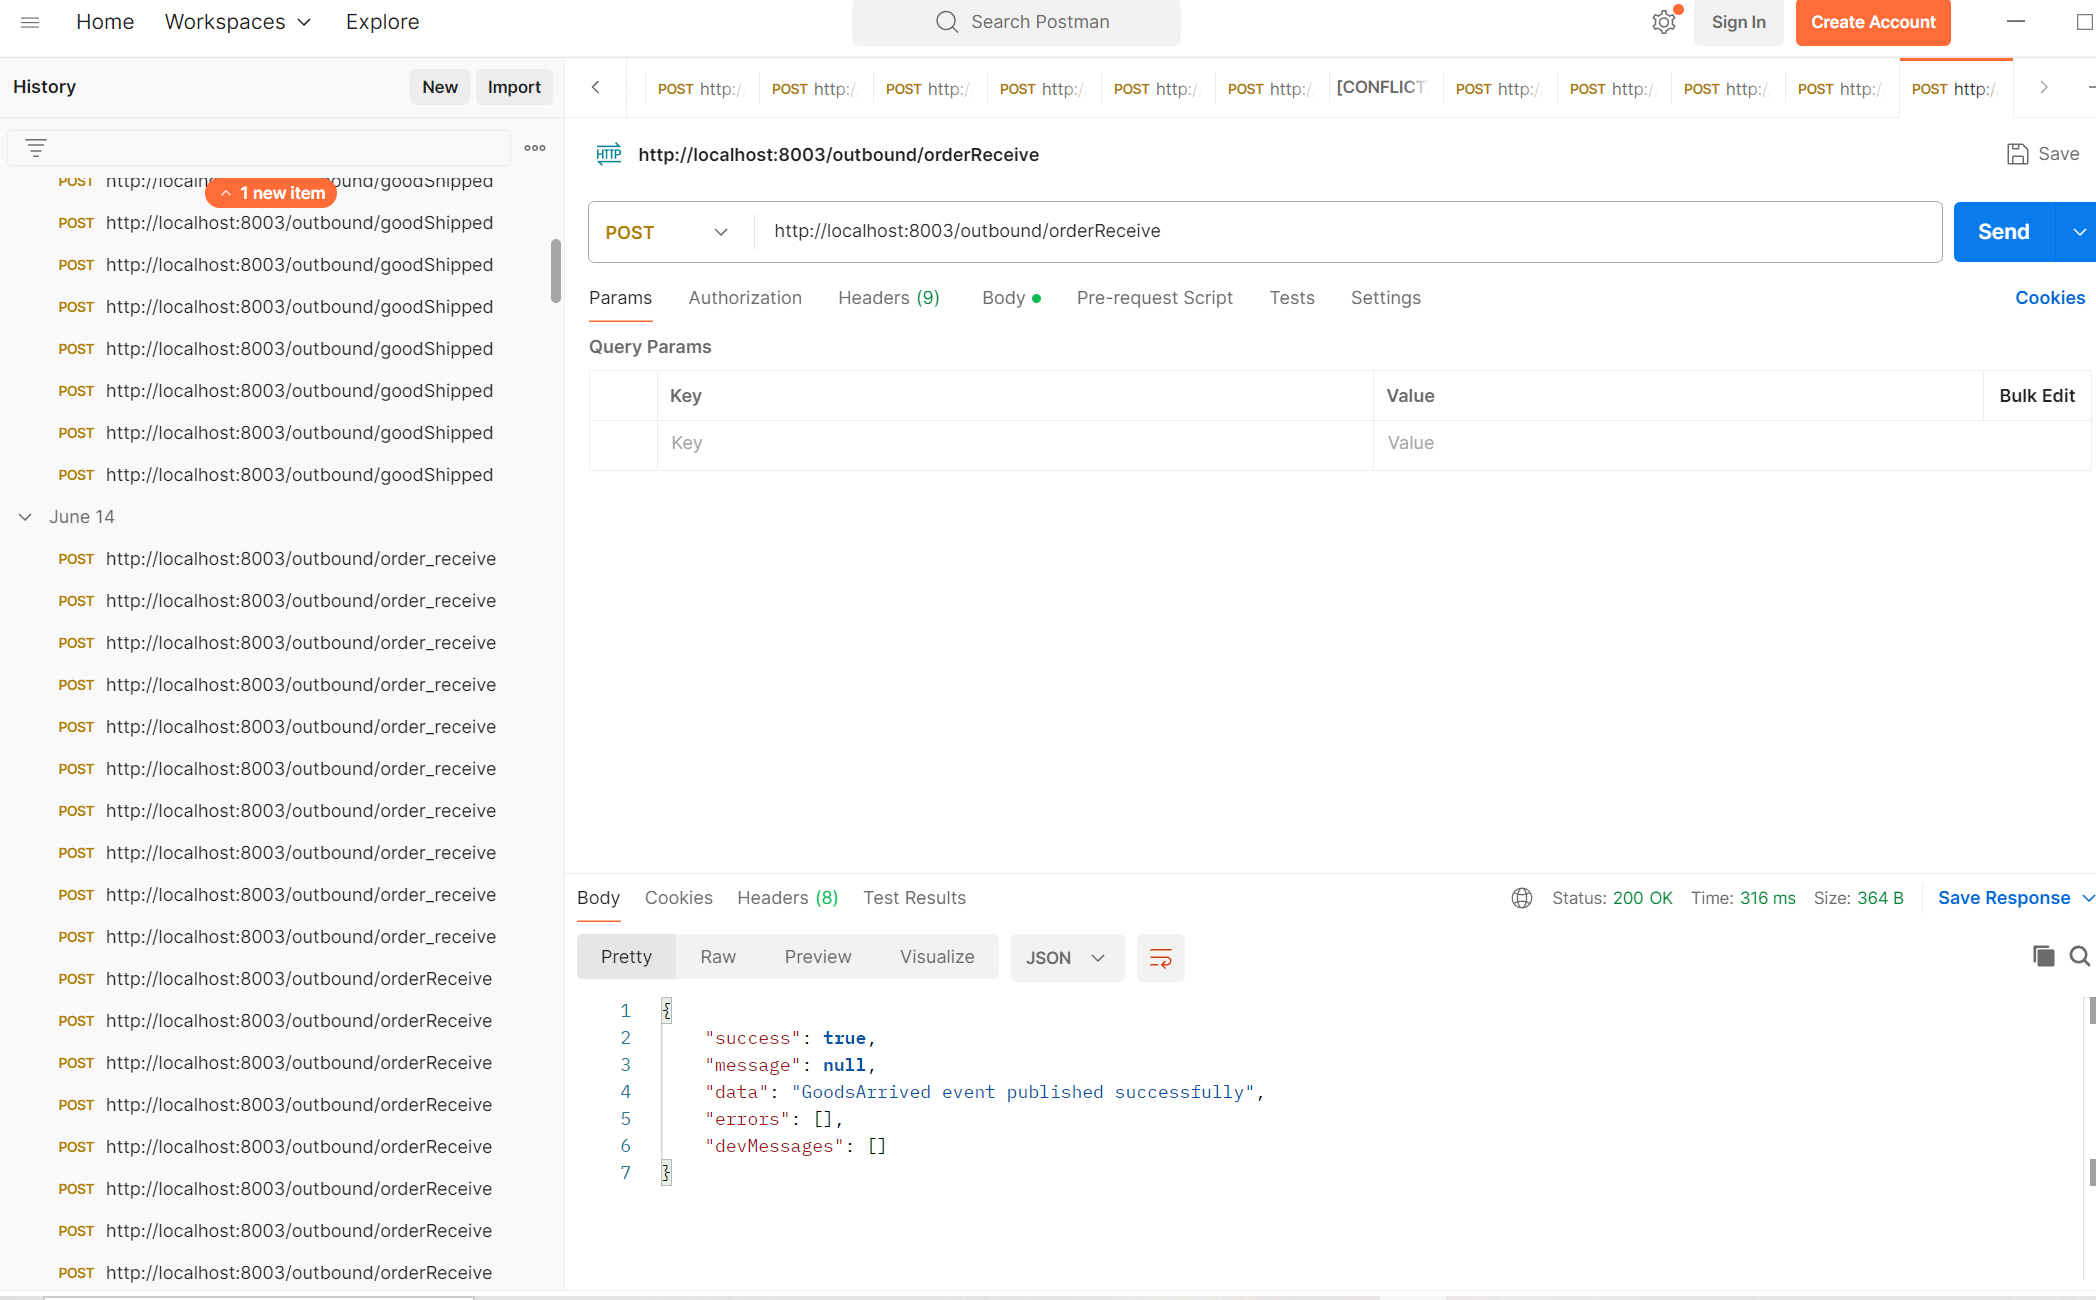 Home Workspaces Explore Search Postman Sign In Create Account
History New Import
POST http:/ POST http:/ POST http:/ POST http:/ POST http:/ POST http:/ [CONFLICT POST http:/ POST http:/ POST http:/ POST http:/ POST http:/
1 new item
POST http://localhost:8003/outbound/goodShipped
POST http://localhost:8003/outbound/goodShipped
POST http://localhost:8003/outbound/goodShipped
POST http://localhost:8003/outbound/goodShipped
POST http://localhost:8003/outbound/goodShipped
POST http://localhost:8003/outbound/goodShipped
POST http://localhost:8003/outbound/goodShipped
June 14
POST http://localhost:8003/outbound/order_receive
POST http://localhost:8003/outbound/order_receive
POST http://localhost:8003/outbound/order_receive
POST http://localhost:8003/outbound/order_receive
POST http://localhost:8003/outbound/order_receive
POST http://localhost:8003/outbound/order_receive
POST http://localhost:8003/outbound/order_receive
POST http://localhost:8003/outbound/order_receive
POST http://localhost:8003/outbound/order_receive
POST http://localhost:8003/outbound/order_receive
POST http://localhost:8003/outbound/orderReceive
POST http://localhost:8003/outbound/orderReceive
POST http://localhost:8003/outbound/orderReceive
POST http://localhost:8003/outbound/orderReceive
POST http://localhost:8003/outbound/orderReceive
POST http://localhost:8003/outbound/orderReceive
POST http://localhost:8003/outbound/orderReceive
POST http://localhost:8003/outbound/orderReceive
HTTP http://localhost:8003/outbound/orderReceive Save
POST http://localhost:8003/outbound/orderReceive Send
Params Authorization Headers (9) Body Pre-request Script Tests Settings Cookies
Query Params
Key Value Bulk Edit
Key Value
Body Cookies Headers (8) Test Results Status: 200 OK Time: 316 ms Size: 364 B Save Response
Pretty Raw Preview Visualize JSON
1 {
2 "success": true,
3 "message": null,
4 "data": "GoodsArrived event published successfully",
5 "errors": [],
6 "devMessages": []
7 }